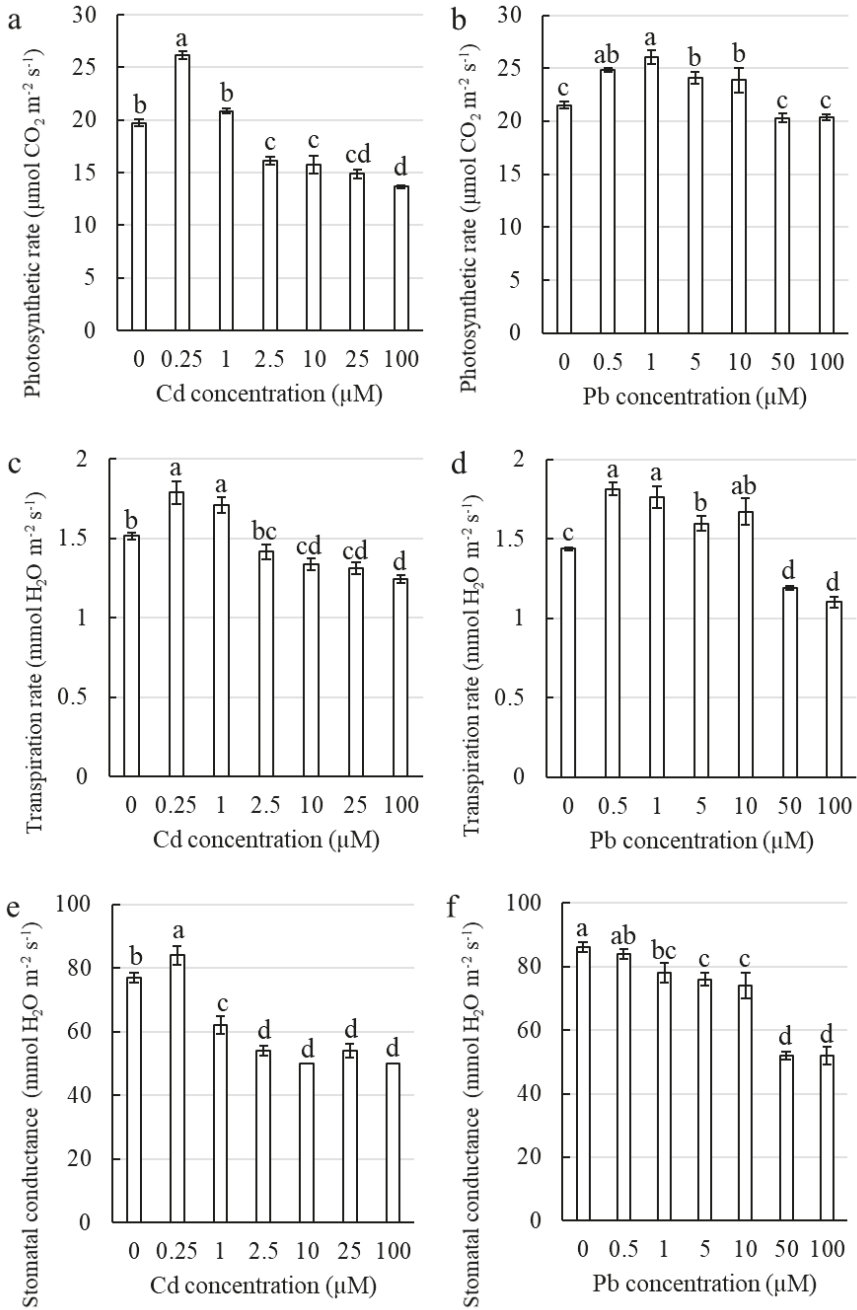 a
Photosynthetic rate (μmol CO₂ m⁻² s⁻¹)
30
25
20
15
10
5
0
b a b c c cd d
0 0.25 1 2.5 10 25 100
Cd concentration (μM)
b
Photosynthetic rate (μmol CO₂ m⁻² s⁻¹)
30
25
20
15
10
5
0
c ab a b b c c
0 0.5 1 5 10 50 100
Pb concentration (μM)
c
Transpiration rate (mmol H₂O m⁻² s⁻¹)
2
1.5
1
0.5
0
b a a bc cd cd d
0 0.25 1 2.5 10 25 100
Cd concentration (μM)
d
Transpiration rate (mmol H₂O m⁻² s⁻¹)
2
1.5
1
0.5
0
c a a b ab d d
0 0.5 1 5 10 50 100
Pb concentration (μM)
e
Stomatal conductance (mmol H₂O m⁻² s⁻¹)
100
80
60
40
20
0
b a c d d d d
0 0.25 1 2.5 10 25 100
Cd concentration (μM)
f
Stomatal conductance (mmol H₂O m⁻² s⁻¹)
100
80
60
40
20
0
a ab bc c c d d
0 0.5 1 5 10 50 100
Pb concentration (μM)